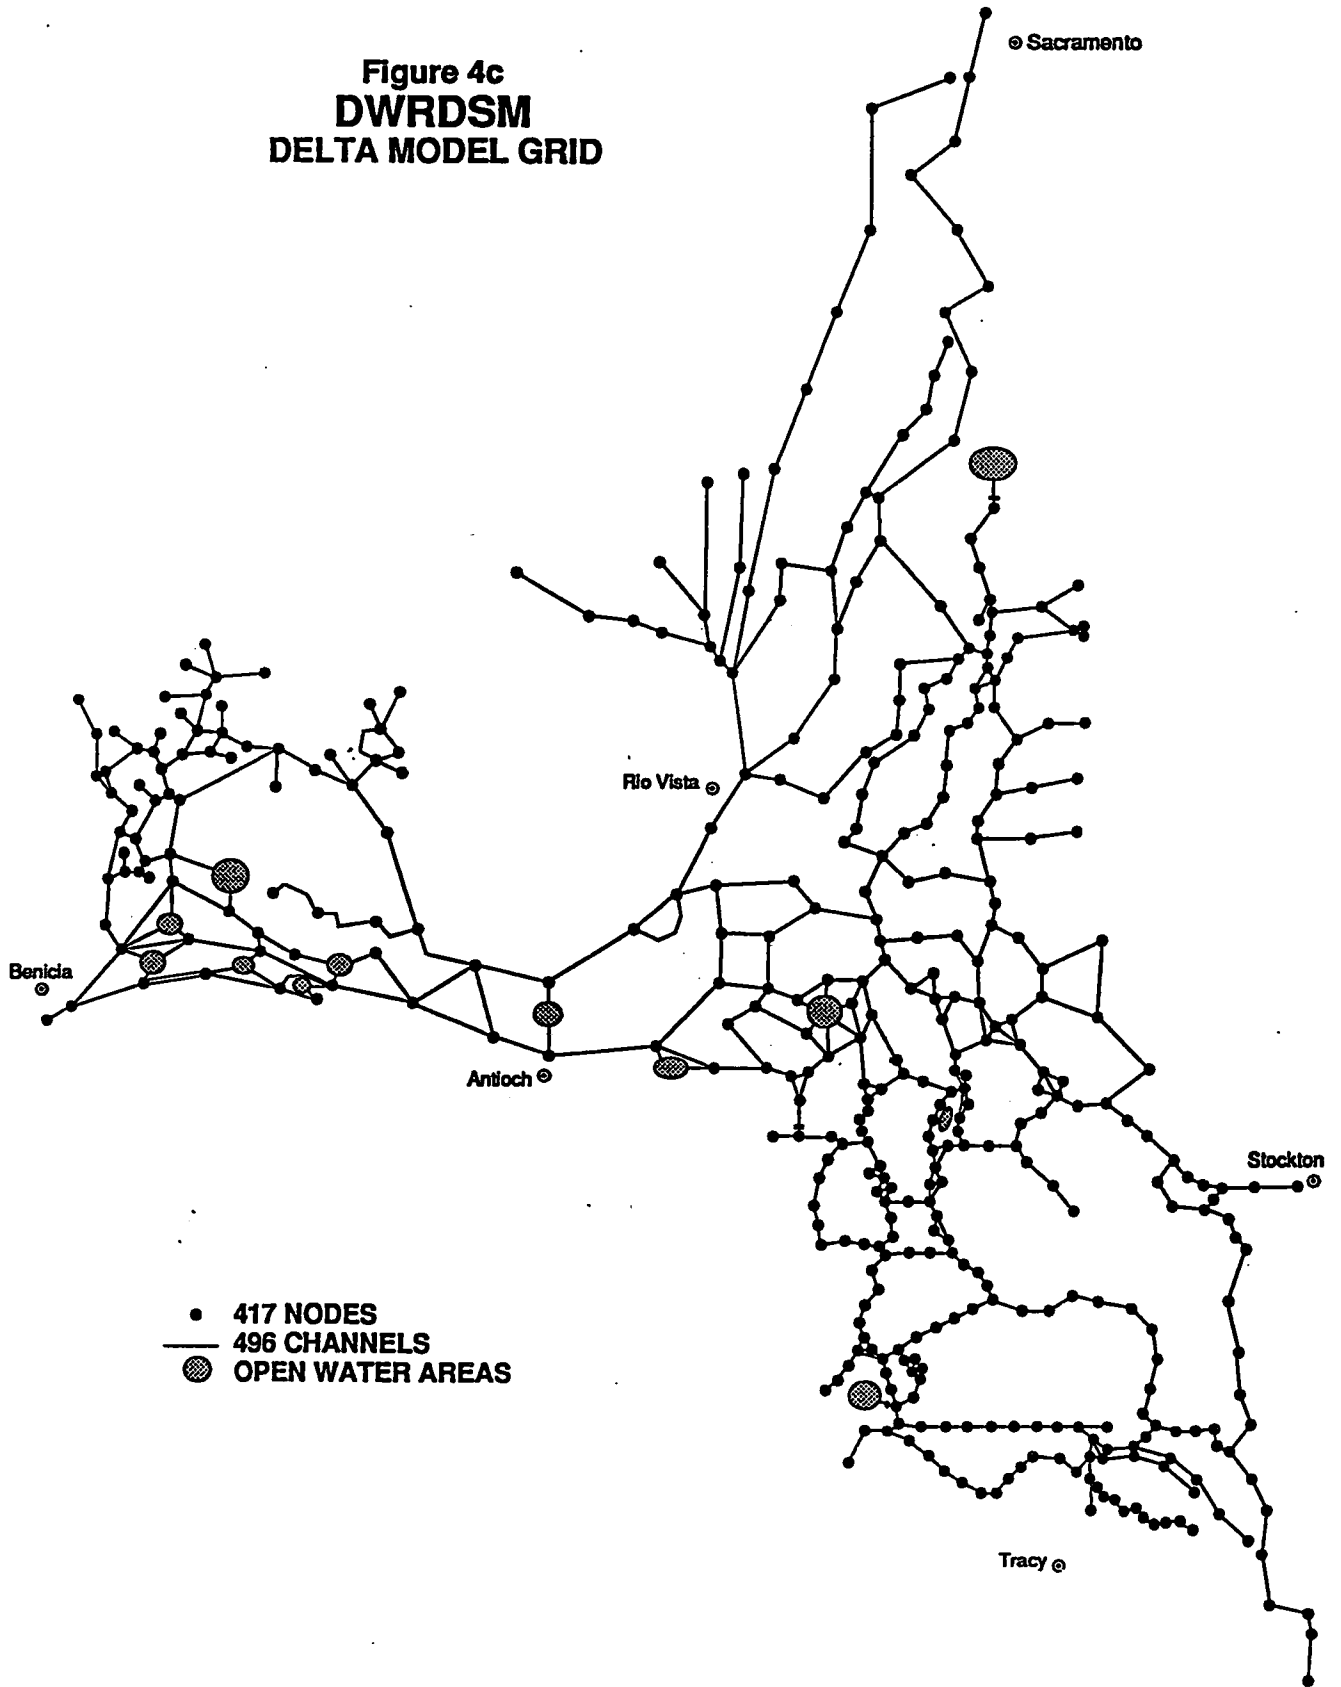 Figure 4c
DWRDSM
DELTA MODEL GRID
Sacramento
Rio Vista
Benicia
Antioch
Stockton
417 NODES
496 CHANNELS
OPEN WATER AREAS
Tracy